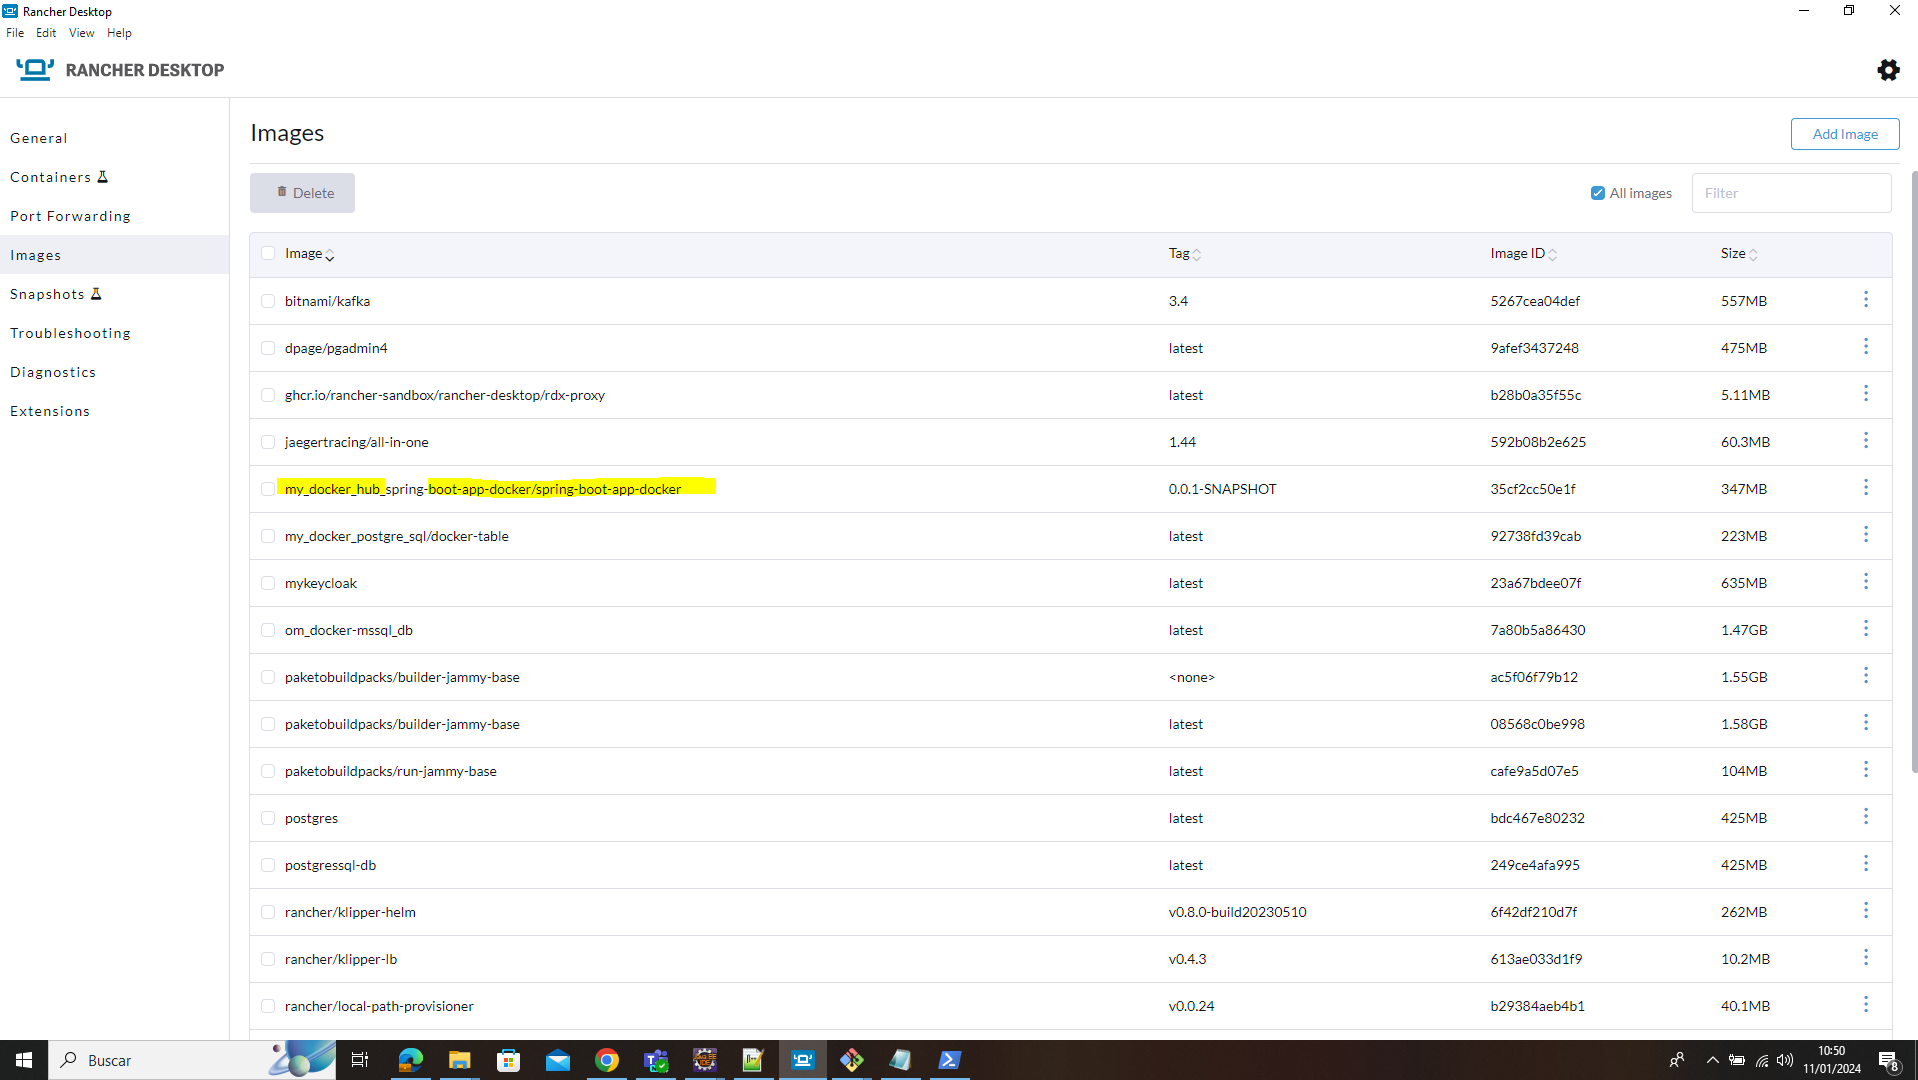 Rancher Desktop
File Edit View Help
RANCHER DESKTOP
General
Containers
Port Forwarding
Images
Snapshots
Troubleshooting
Diagnostics
Extensions
Images
Add Image
Delete
All images
Filter
Image Tag Image ID Size
bitnami/kafka 3.4 5267cea04def 557MB
dpage/pgadmin4 latest 9afef3437248 475MB
ghcr.io/rancher-sandbox/rancher-desktop/rdx-proxy latest b28b0a35f55c 5.11MB
jaegertracing/all-in-one 1.44 592b08b2e625 60.3MB
my_docker_hub_spring-boot-app-docker/spring-boot-app-docker 0.0.1-SNAPSHOT 35cf2cc50e1f 347MB
my_docker_postgre_sql/docker-table latest 92738fd39cab 223MB
mykeycloak latest 23a67bdee07f 635MB
om_docker-mssql_db latest 7a80b5a86430 1.47GB
paketobuildpacks/builder-jammy-base <none> ac5f06f79b12 1.55GB
paketobuildpacks/builder-jammy-base latest 08568c0be998 1.58GB
paketobuildpacks/run-jammy-base latest cafe9a5d07e5 104MB
postgres latest bdc467e80232 425MB
postgressql-db latest 249ce4afa995 425MB
rancher/klipper-helm v0.8.0-build20230510 6f42df210d7f 262MB
rancher/klipper-lb v0.4.3 613ae033d1f9 10.2MB
rancher/local-path-provisioner v0.0.24 b29384aeb4b1 40.1MB
Buscar
10:50
11/01/2024
8